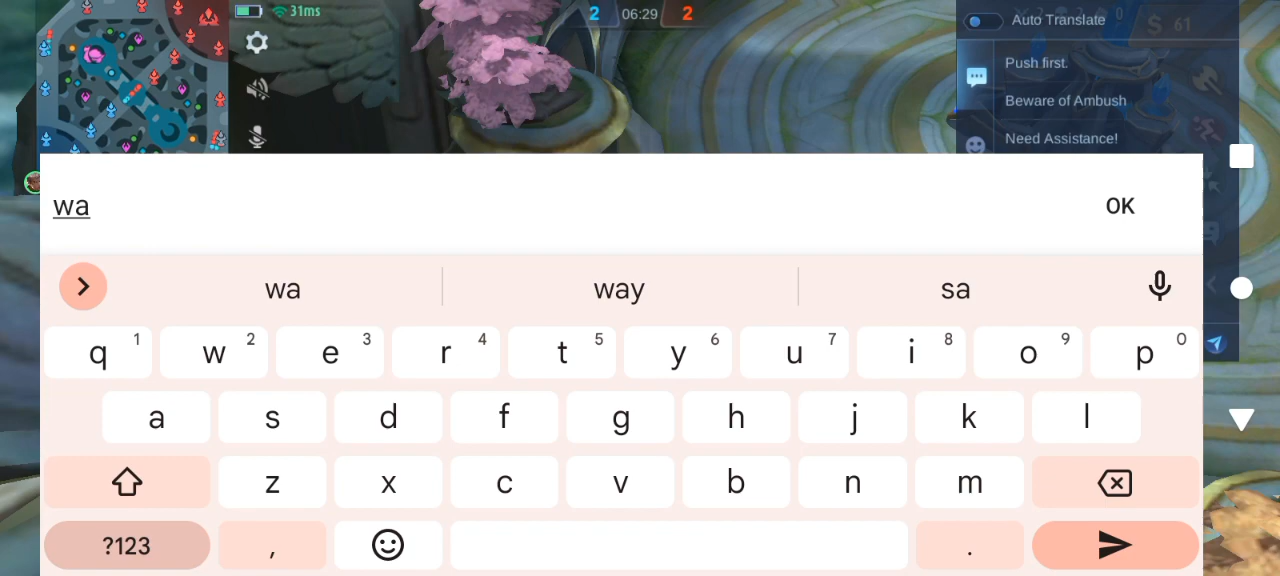 31ms
2 06:29 2
Auto Translate
$ 61
Push first.
Beware of Ambush
Need Assistance!
wa
OK
wa way sa
q 1 w 2 e 3 r 4 t 5 y 6 u 7 i 8 o 9 p 0
a s d f g h j k l
z x c v b n m
?123 , .